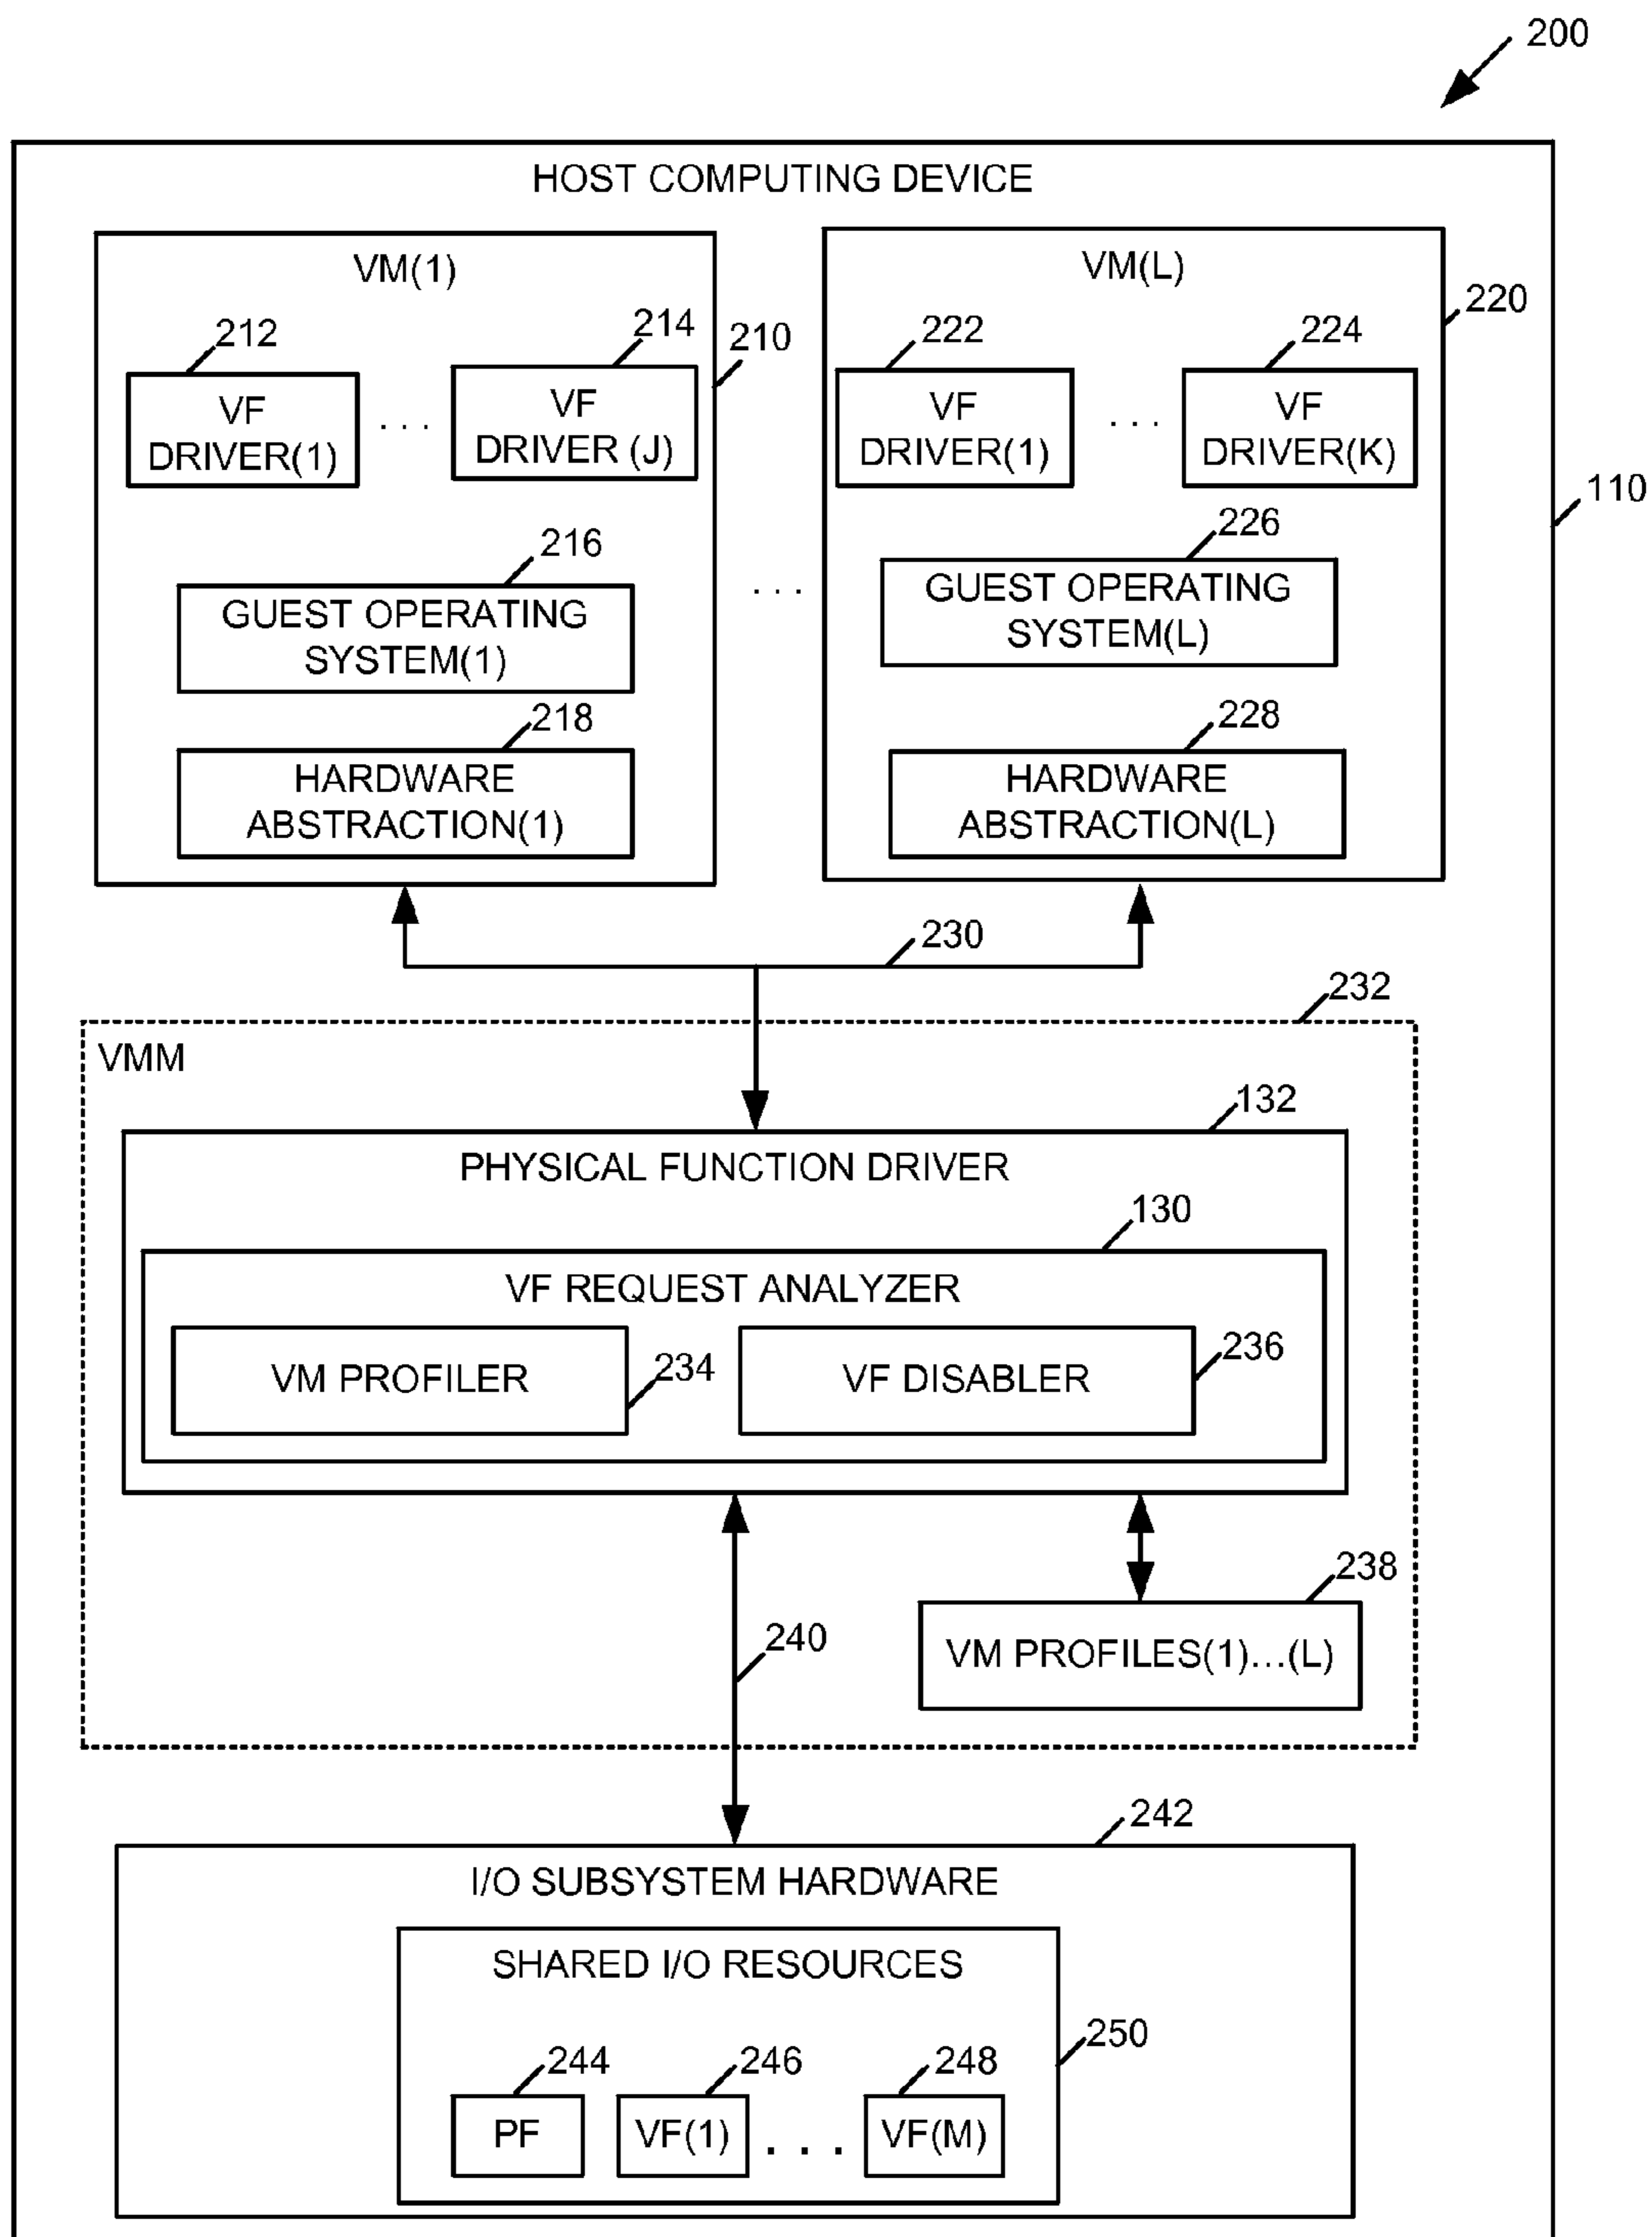 200
HOST COMPUTING DEVICE
110
VM(1)
210
212
VF
DRIVER(1)
. . .
214
VF
DRIVER (J)
216
GUEST OPERATING
SYSTEM(1)
218
HARDWARE
ABSTRACTION(1)
. . .
VM(L)
220
222
VF
DRIVER(1)
. . .
224
VF
DRIVER(K)
226
GUEST OPERATING
SYSTEM(L)
228
HARDWARE
ABSTRACTION(L)
230
232
VMM
132
PHYSICAL FUNCTION DRIVER
130
VF REQUEST ANALYZER
VM PROFILER
234
VF DISABLER
236
238
VM PROFILES(1)...(L)
240
242
I/O SUBSYSTEM HARDWARE
SHARED I/O RESOURCES
250
244
PF
246
VF(1)
. . .
248
VF(M)